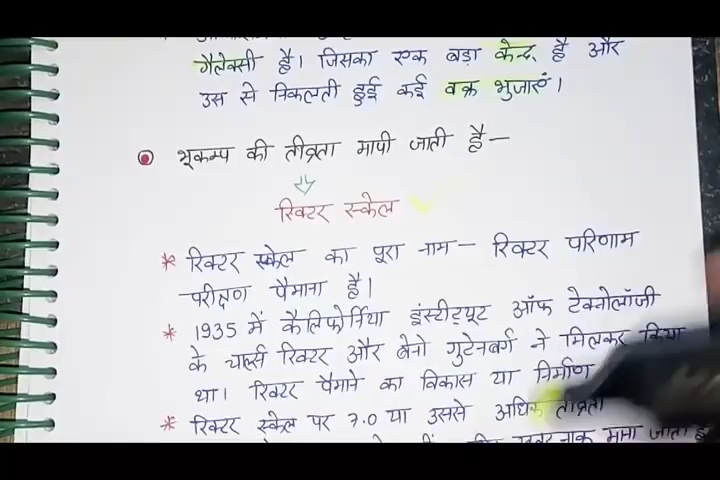 गैलेक्सी है। जिसका एक बड़ा केन्द्र है और
उस से निकलती हुई कई वक्र भुजाएं।
भूकम्प की तीव्रता मापी जाती है –
रिक्टर स्केल
* रिक्टर स्केल का पूरा नाम – रिक्टर परिणाम
परीक्षण पैमाना है।
* 1935 में कैलिफोर्निया इंस्टीट्यूट ऑफ टेक्नोलॉजी
के चार्ल्स रिक्टर और बेनो गुटेनबर्ग ने मिलकर किया
था। रिक्टर पैमाने का विकास या निर्माण
* रिक्टर स्केल पर 7.0 या उससे अधिक तीव्रता
माना जाता है